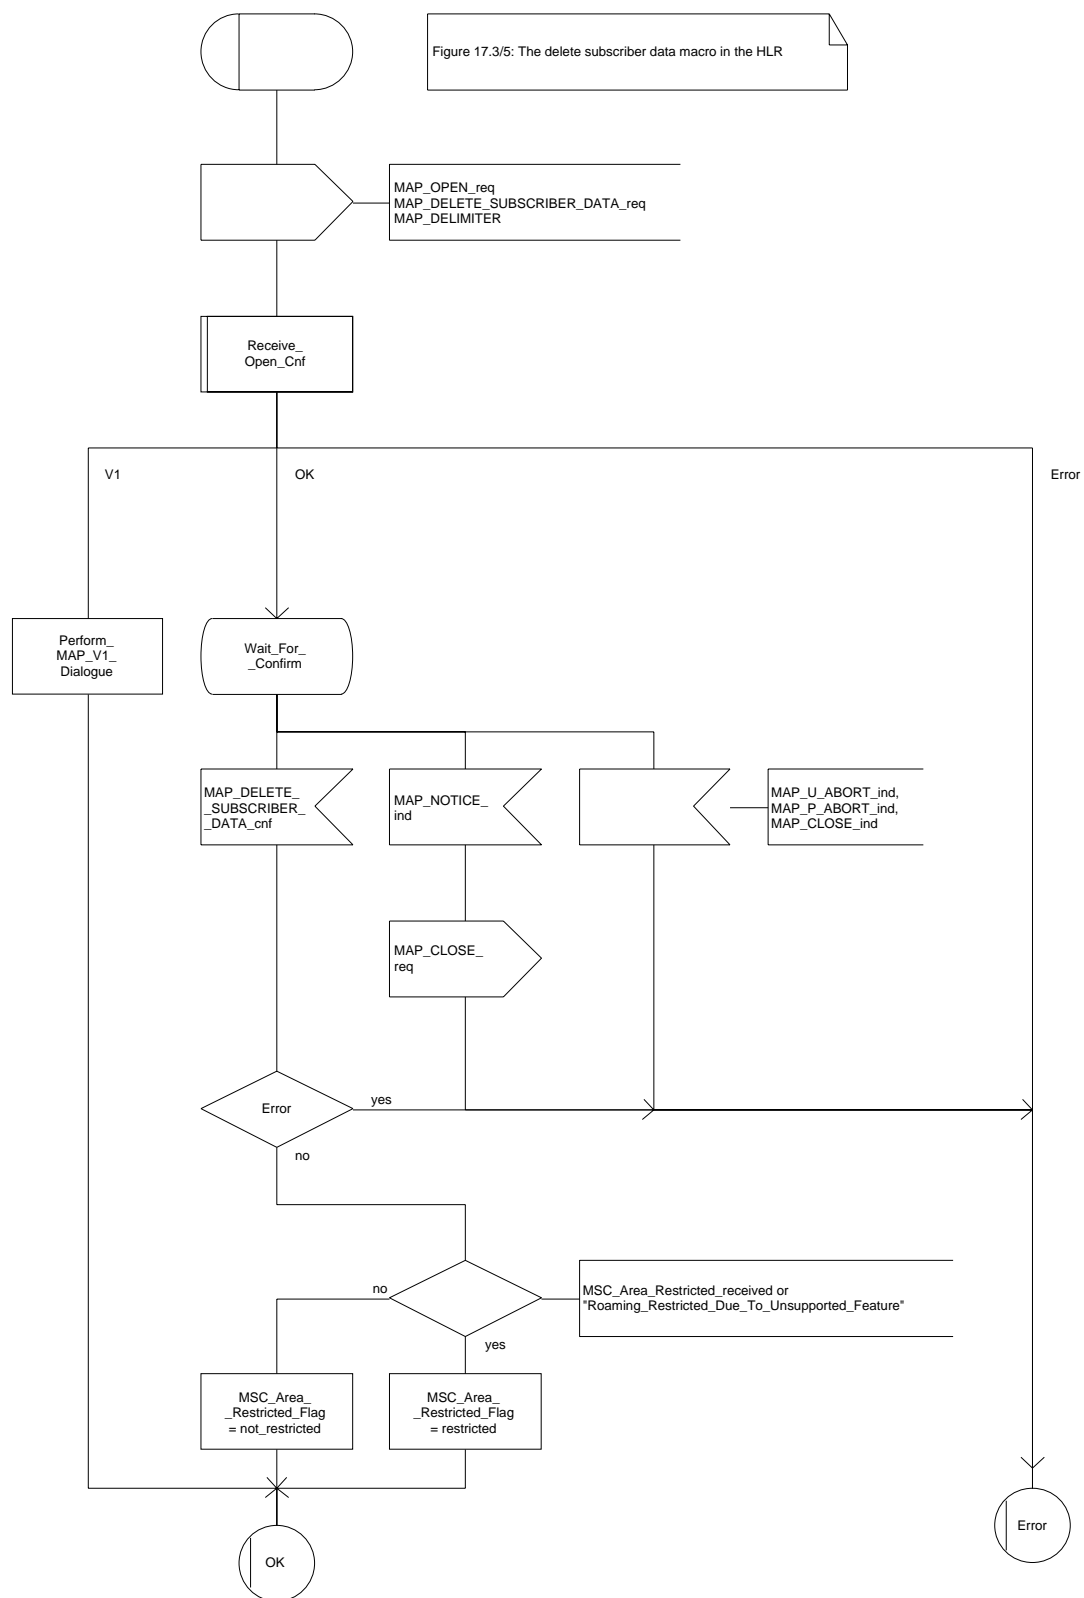 Figure 17.3/5: The delete subscriber data macro in the HLR
MAP_OPEN_req
MAP_DELETE_SUBSCRIBER_DATA_req
MAP_DELIMITER
Receive_
Open_Cnf
V1
OK
Error
Perform_
MAP_V1_
Dialogue
Wait_For_
_Confirm
MAP_DELETE_
_SUBSCRIBER_
_DATA_cnf
MAP_NOTICE_
ind
MAP_U_ABORT_ind,
MAP_P_ABORT_ind,
MAP_CLOSE_ind
MAP_CLOSE_
req
Error
yes
no
no
MSC_Area_Restricted_received or
"Roaming_Restricted_Due_To_Unsupported_Feature"
yes
MSC_Area_
_Restricted_Flag
= not_restricted
MSC_Area_
_Restricted_Flag
= restricted
Error
OK